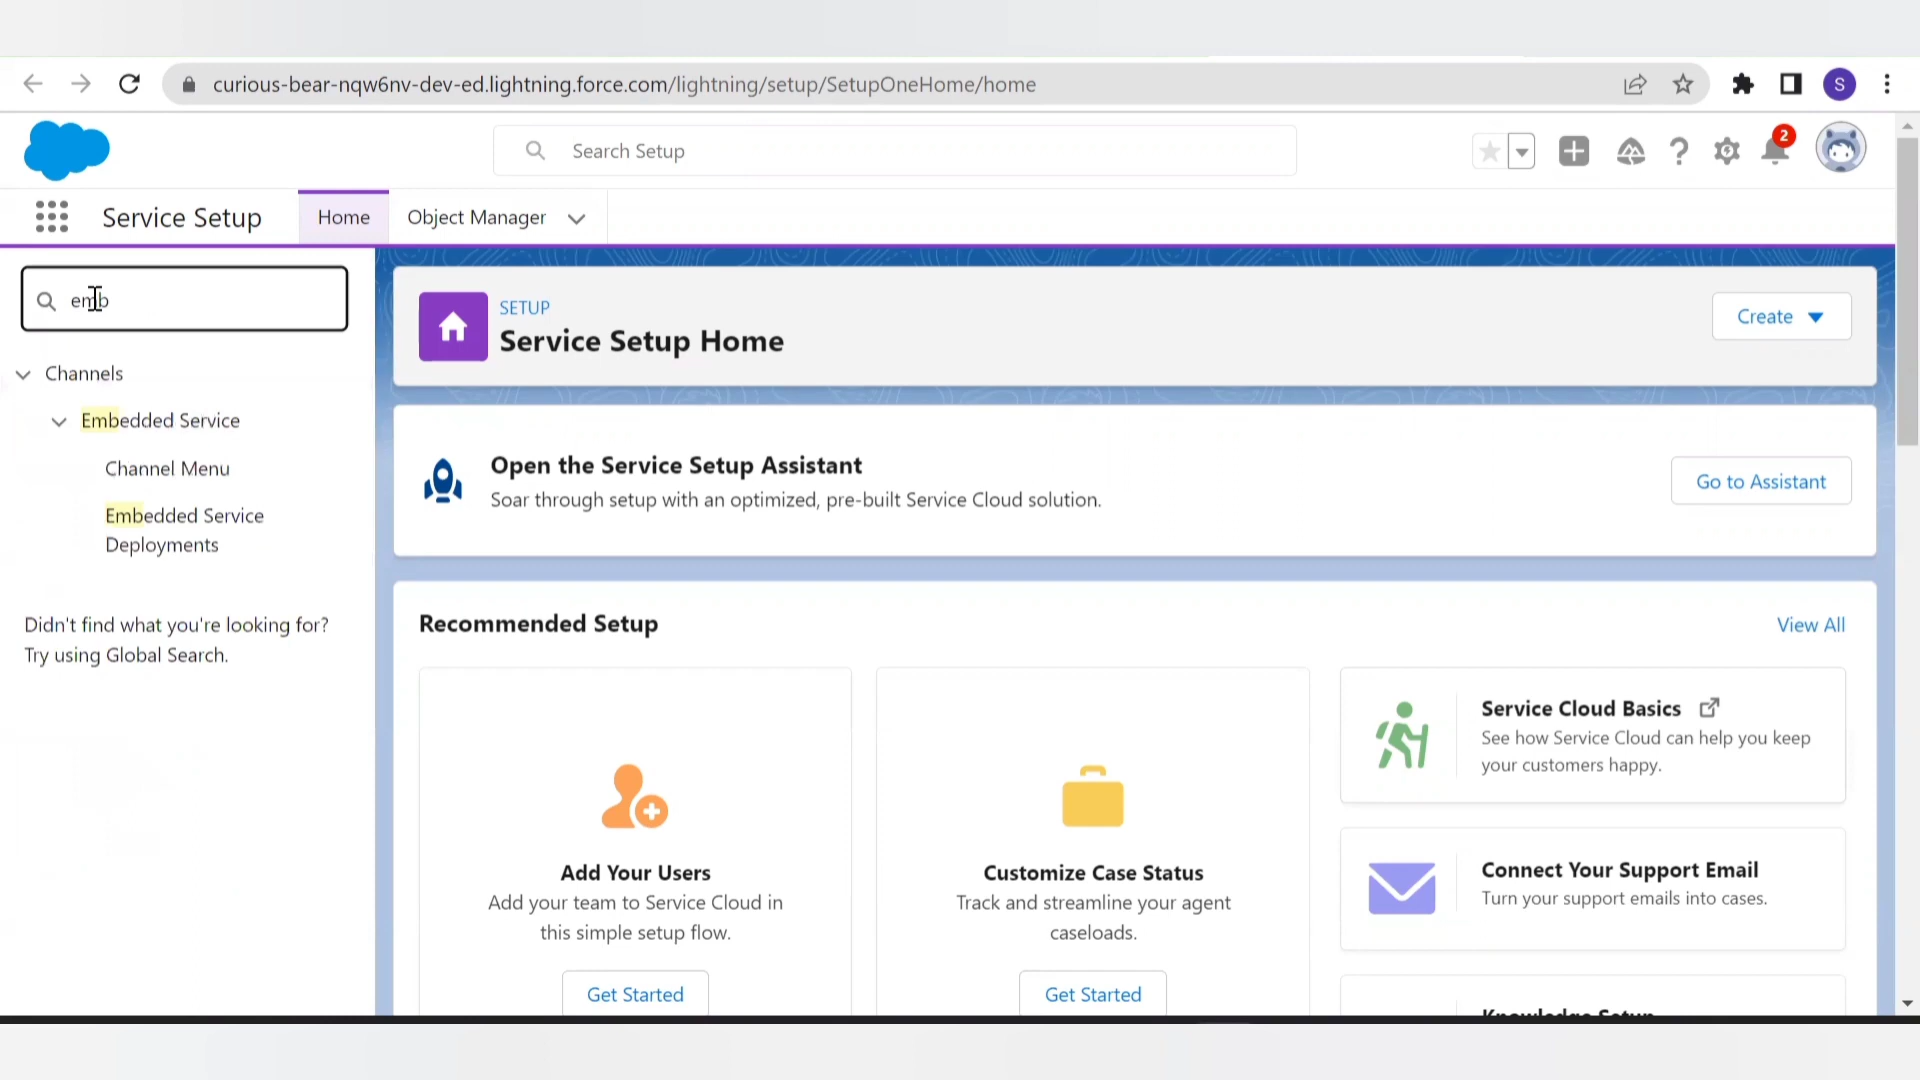 curious-bear-nqw6nv-dev-ed.lightning.force.com/lightning/setup/SetupOneHome/home
S
Search Setup
2
Service Setup
Home
Object Manager
emb
Channels
Embedded Service
Channel Menu
Embedded Service
Deployments
Didn't find what you're looking for?
Try using Global Search.
SETUP
Service Setup Home
Create
Open the Service Setup Assistant
Soar through setup with an optimized, pre-built Service Cloud solution.
Go to Assistant
Recommended Setup
View All
Add Your Users
Add your team to Service Cloud in
this simple setup flow.
Get Started
Customize Case Status
Track and streamline your agent
caseloads.
Get Started
Service Cloud Basics
See how Service Cloud can help you keep
your customers happy.
Connect Your Support Email
Turn your support emails into cases.
Knowledge Setup